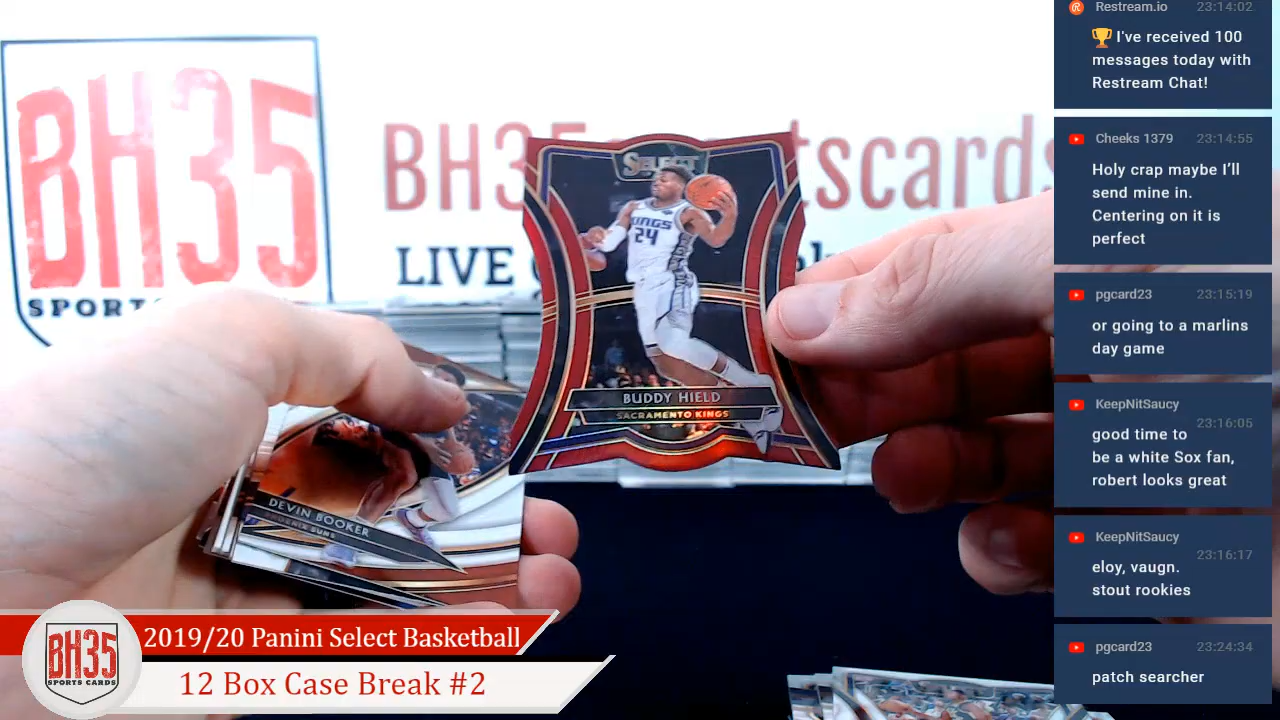 BH35
SPORTS
BH35 sportscards
LIVE
SELECT
KINGS
24
BUDDY HIELD
SACRAMENTO KINGS
DEVIN BOOKER
PHOENIX SUNS
BH35
SPORTS CARDS
2019/20 Panini Select Basketball
12 Box Case Break #2
Restream.io 23:14:02
🏆 I've received 100
messages today with
Restream Chat!
Cheeks 1379 23:14:55
Holy crap maybe I'll
send mine in.
Centering on it is
perfect
pgcard23 23:15:19
or going to a marlins
day game
KeepNitSaucy
23:16:05
good time to
be a white Sox fan,
robert looks great
KeepNitSaucy
23:16:17
eloy, vaugn.
stout rookies
pgcard23 23:24:34
patch searcher